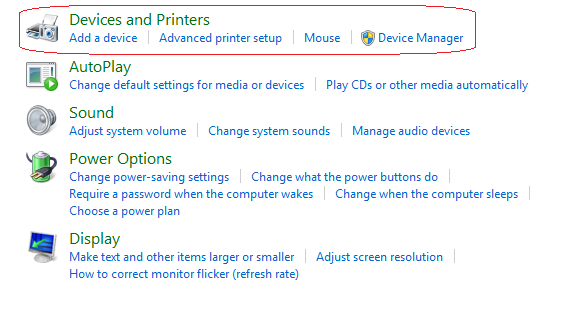 Devices and Printers
Add a device Advanced printer setup Mouse Device Manager
AutoPlay
Change default settings for media or devices Play CDs or other media automatically
Sound
Adjust system volume Change system sounds Manage audio devices
Power Options
Change power-saving settings Change what the power buttons do
Require a password when the computer wakes Change when the computer sleeps
Choose a power plan
Display
Make text and other items larger or smaller Adjust screen resolution
How to correct monitor flicker (refresh rate)